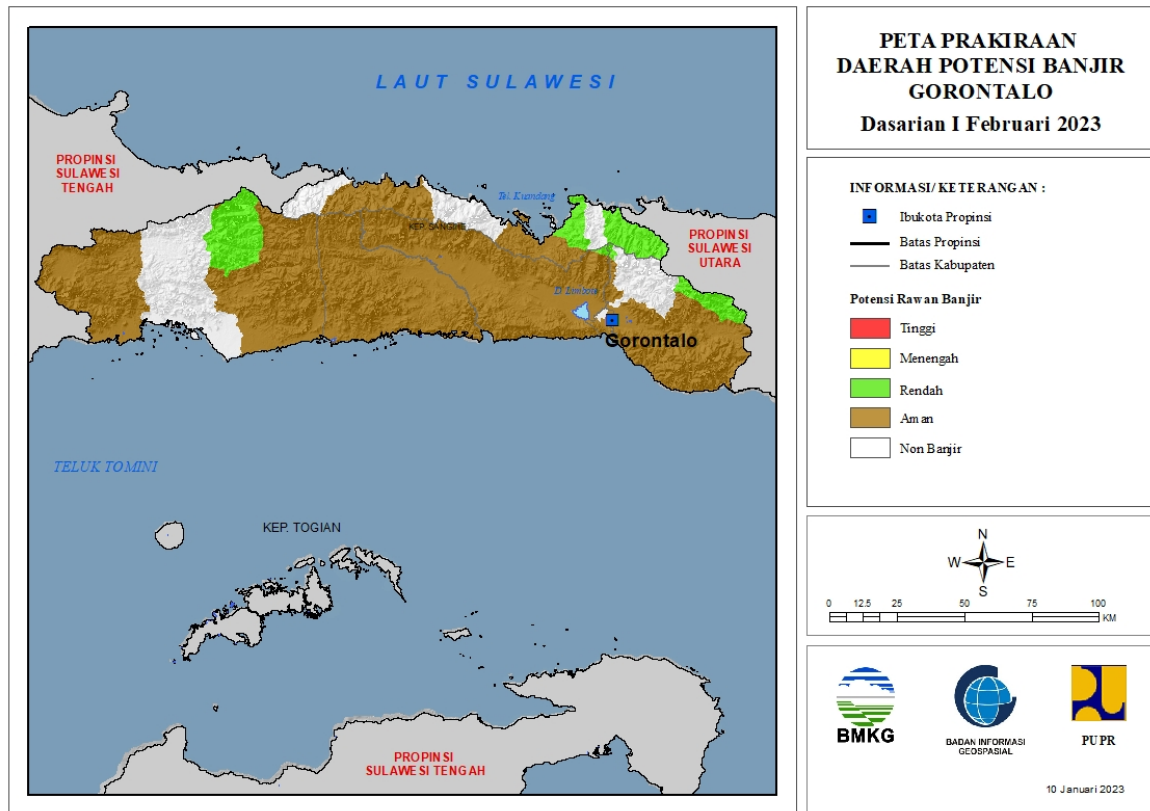 LAUT SULAWESI
PROPINSI
SULAWESI
TENGAH
Tel. Kuandang
KEP. SANGIHE
PROPINSI
SULAWESI
UTARA
D. Limboto
Gorontalo
TELUK TOMINI
KEP. TOGIAN
PROPINSI
SULAWESI TENGAH
PETA PRAKIRAAN
DAERAH POTENSI BANJIR
GORONTALO
Dasarian I Februari 2023
INFORMASI/ KETERANGAN :
Ibukota Propinsi
Batas Propinsi
Batas Kabupaten
Potensi Rawan Banjir
Tinggi
Menengah
Rendah
Aman
Non Banjir
N
W E
S
0 12.5 25 50 75 100
KM
BMKG
BADAN INFORMASI
GEOSPASIAL
PUPR
10 Januari 2023